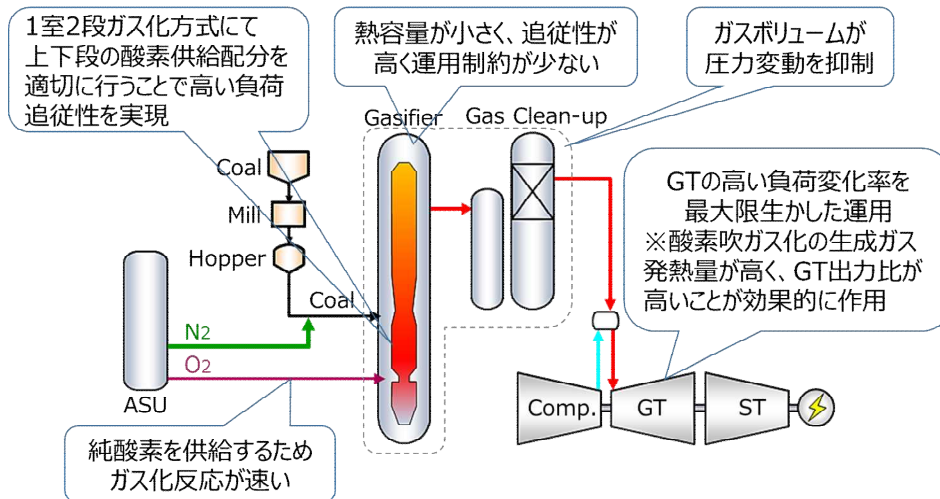 1室2段ガス化方式にて
上下段の酸素供給配分を
適切に行うことで高い負荷
追従性を実現
熱容量が小さく、追従性が
高く運用制約が少ない
ガスボリュームが
圧力変動を抑制
Gasifier
Gas Clean-up
Coal
Mill
Hopper
Coal
N2
O2
ASU
GTの高い負荷変化率を
最大限生かした運用
※酸素吹ガス化の生成ガス
発熱量が高く、GT出力比が
高いことが効果的に作用
Comp.
GT
ST
純酸素を供給するため
ガス化反応が速い